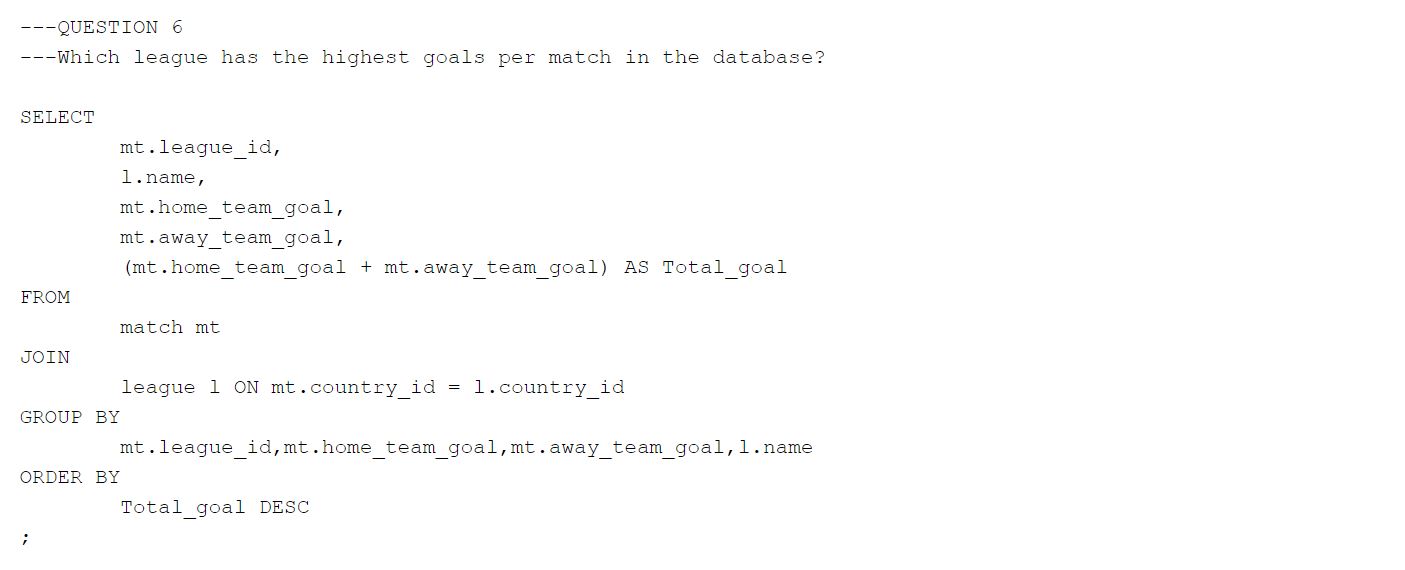 ---QUESTION 6
---Which league has the highest goals per match in the database?
SELECT
mt.league_id,
l.name,
mt.home_team_goal,
mt.away_team_goal,
(mt.home_team_goal + mt.away_team_goal) AS Total_goal
FROM
match mt
JOIN
league l ON mt.country_id = l.country_id
GROUP BY
mt.league_id,mt.home_team_goal,mt.away_team_goal,l.name
ORDER BY
Total_goal DESC
;